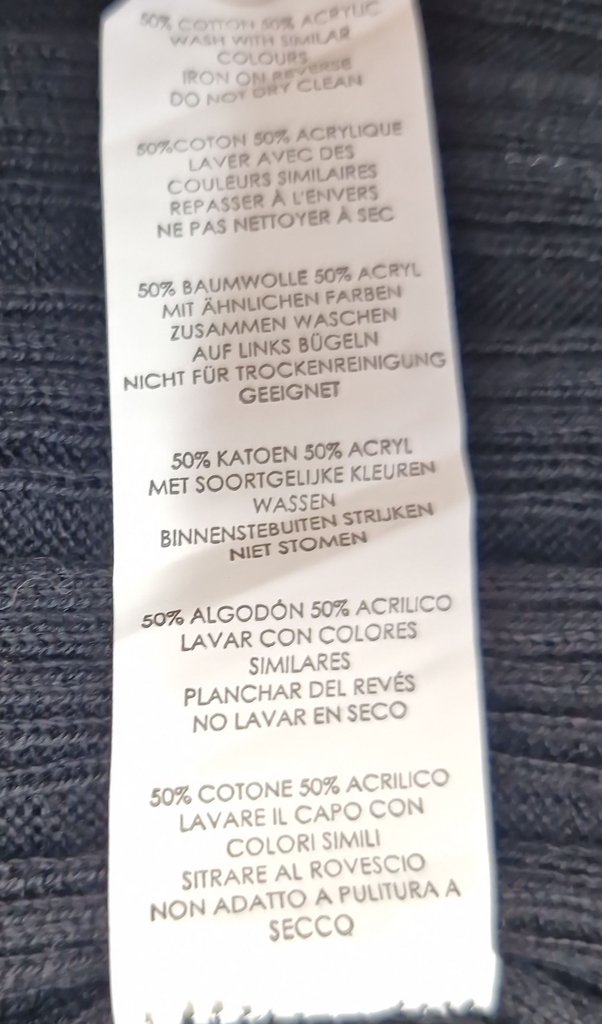 50% COTTON 50% ACRYLIC
WASH WITH SIMILAR
COLOURS
IRON ON REVERSE
DO NOT DRY CLEAN
50%COTON 50% ACRYLIQUE
LAVER AVEC DES
COULEURS SIMILAIRES
REPASSER À L'ENVERS
NE PAS NETTOYER À SEC
50% BAUMWOLLE 50% ACRYL
MIT ÄHNLICHEN FARBEN
ZUSAMMEN WASCHEN
AUF LINKS BÜGELN
NICHT FÜR TROCKENREINIGUNG
GEEIGNET
50% KATOEN 50% ACRYL
MET SOORTGELIJKE KLEUREN
WASSEN
BINNENSTEBUITEN STRIJKEN
NIET STOMEN
50% ALGODÓN 50% ACRILICO
LAVAR CON COLORES
SIMILARES
PLANCHAR DEL REVÉS
NO LAVAR EN SECO
50% COTONE 50% ACRILICO
LAVARE IL CAPO CON
COLORI SIMILI
SITRARE AL ROVESCIO
NON ADATTO A PULITURA A
SECCO